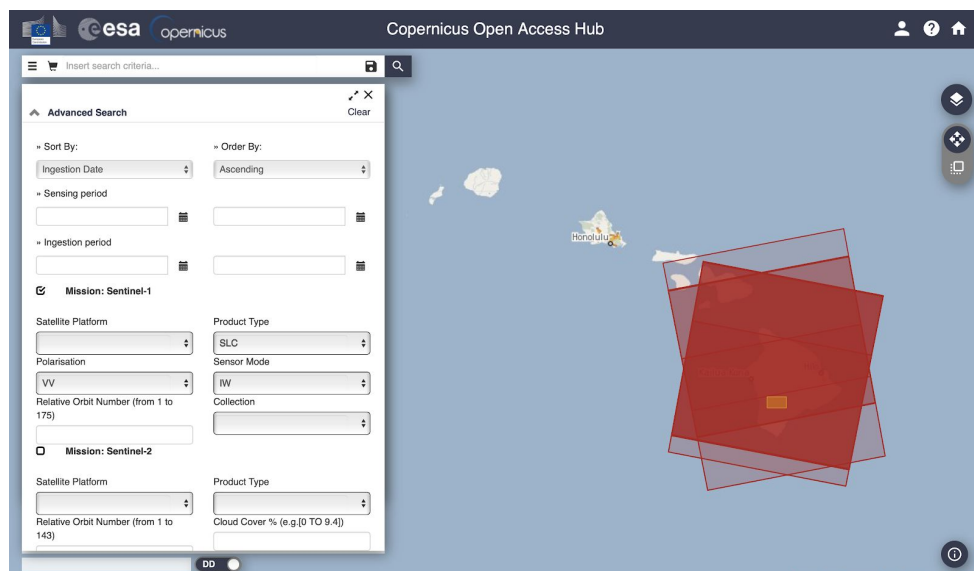 esa opernicus Copernicus Open Access Hub
Insert search criteria...
Advanced Search Clear
» Sort By: » Order By:
Ingestion Date Ascending
» Sensing period
» Ingestion period
Mission: Sentinel-1
Satellite Platform Product Type
SLC
Polarisation Sensor Mode
VV IW
Relative Orbit Number (from 1 to Collection
175)
Mission: Sentinel-2
Satellite Platform Product Type
Relative Orbit Number (from 1 to Cloud Cover % (e.g.[0 TO 9.4])
143)
DD
Honolulu